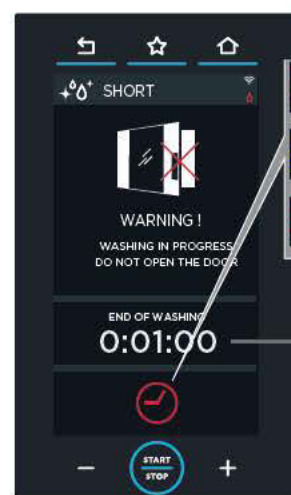 SHORT
WARNING !
WASHING IN PROGRESS
DO NOT OPEN THE DOOR
END OF WASHING
0:01:00
START
STOP